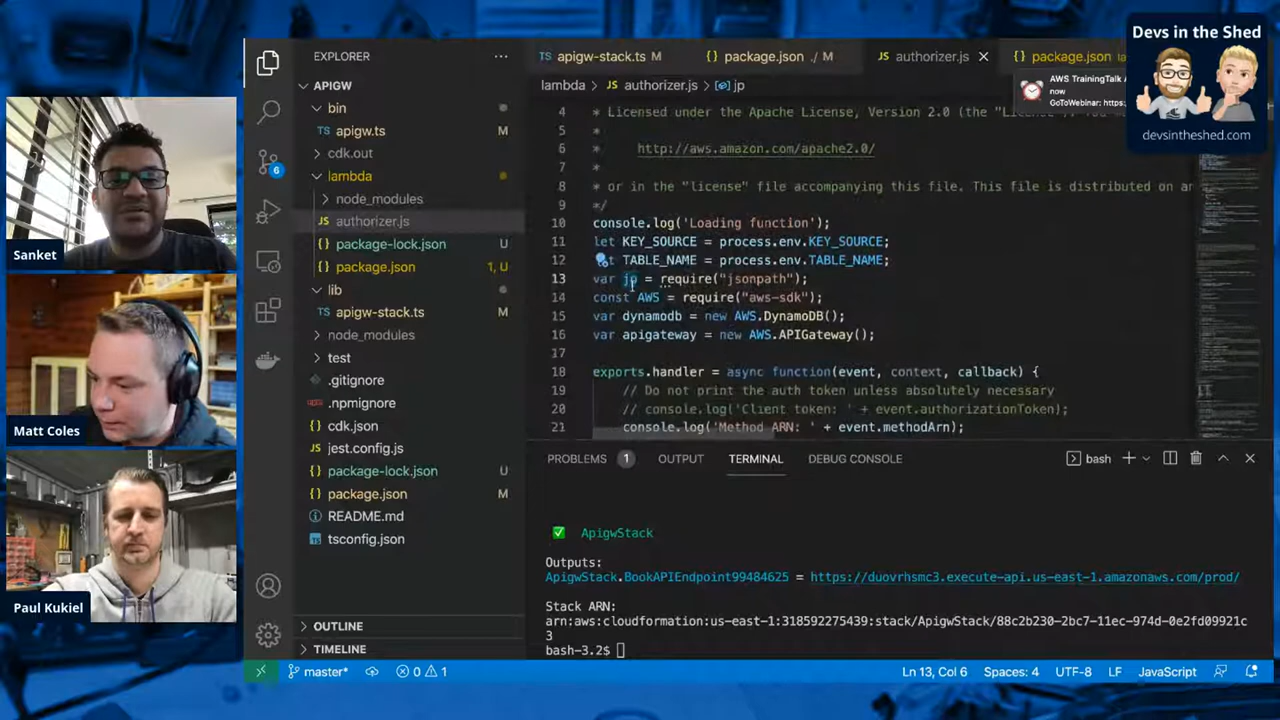 Devs in the Shed
devsintheshed.com
AWS TrainingTalk
now
GoToWebinar: https:
Sanket
Matt Coles
Paul Kukiel
EXPLORER
APIGW
bin
apigw.ts M
cdk.out
lambda
node_modules
authorizer.js
package-lock.json U
package.json 1, U
lib
apigw-stack.ts M
node_modules
test
.gitignore
.npmignore
cdk.json
jest.config.js
package-lock.json U
package.json M
README.md
tsconfig.json
OUTLINE
TIMELINE
6
TS apigw-stack.ts M
{} package.json ./ M
JS authorizer.js
{} package.json
lambda > JS authorizer.js > jp
4 * Licensed under the Apache License, Version 2.0 (the
5 *
6 * http://aws.amazon.com/apache2.0/
7 *
8 * or in the "license" file accompanying this file. This file is distributed on an
9 */
10 console.log('Loading function');
11 let KEY_SOURCE = process.env.KEY_SOURCE;
12 TABLE_NAME = process.env.TABLE_NAME;
13 var jp = require("jsonpath");
14 const AWS = require("aws-sdk");
15 var dynamodb = new AWS.DynamoDB();
16 var apigateway = new AWS.APIGateway();
17
18 exports.handler = async function(event, context, callback) {
19 // Do not print the auth token unless absolutely necessary
20 // console.log('Client token: ' + event.authorizationToken);
21 console.log('Method ARN: ' + event.methodArn);
PROBLEMS 1 OUTPUT TERMINAL DEBUG CONSOLE bash
ApigwStack
Outputs:
ApigwStack.BookAPIEndpoint99484625 = https://duovrhsmc3.execute-api.us-east-1.amazonaws.com/prod/
Stack ARN:
arn:aws:cloudformation:us-east-1:318592275439:stack/ApigwStack/88c2b230-2bc7-11ec-974d-0e2fd09921c
3
bash-3.2$
master* 0 1 Ln 13, Col 6 Spaces: 4 UTF-8 LF JavaScript